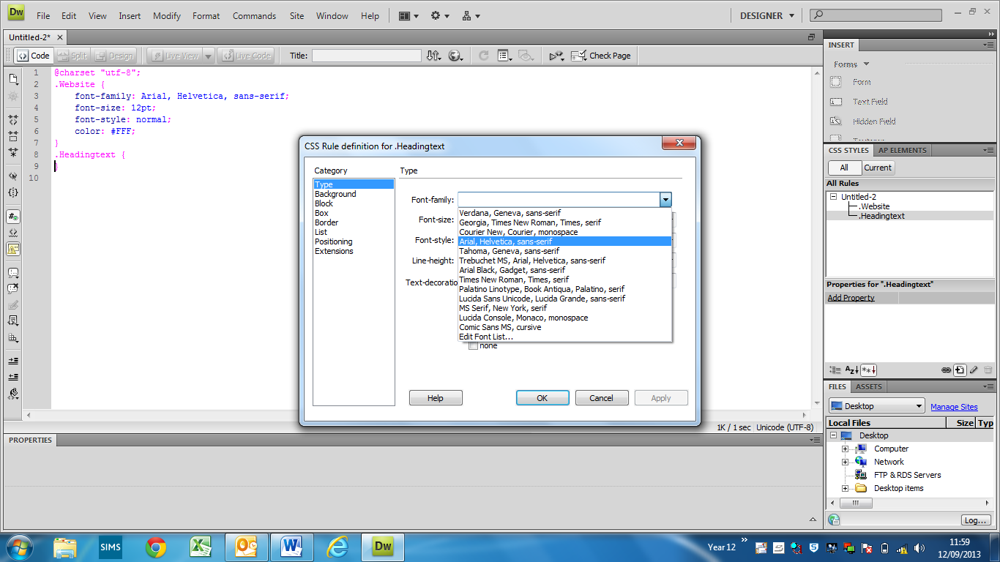 Dw File Edit View Insert Modify Format Commands Site Window Help DESIGNER
Untitled-2*
Code Split Design Live View Live Code Title: Check Page
1 @charset "utf-8";
2 .Website {
3 font-family: Arial, Helvetica, sans-serif;
4 font-size: 12pt;
5 font-style: normal;
6 color: #FFF;
7 }
8 .Headingtext {
9 }
10
CSS Rule definition for .Headingtext
Category
Type
Background
Block
Box
Border
List
Positioning
Extensions
Type
Font-family:
Font-size:
Font-style:
Line-height:
Text-decoratio
Verdana, Geneva, sans-serif
Georgia, Times New Roman, Times, serif
Courier New, Courier, monospace
Arial, Helvetica, sans-serif
Tahoma, Geneva, sans-serif
Trebuchet MS, Arial, Helvetica, sans-serif
Arial Black, Gadget, sans-serif
Times New Roman, Times, serif
Palatino Linotype, Book Antiqua, Palatino, serif
Lucida Sans Unicode, Lucida Grande, sans-serif
MS Serif, New York, serif
Lucida Console, Monaco, monospace
Comic Sans MS, cursive
Edit Font List...
none
Help OK Cancel Apply
1K / 1 sec Unicode (UTF-8)
PROPERTIES
INSERT
Forms
Form
Text Field
Hidden Field
CSS STYLES AP ELEMENTS
All Current
All Rules
Untitled-2
.Website
.Headingtext
Properties for ".Headingtext"
Add Property
FILES ASSETS
Desktop Manage Sites
Local Files Size Typ
Desktop
Computer
Network
FTP & RDS Servers
Desktop items
Log...
SIMS
Dw
Year 12
11:59
12/09/2013